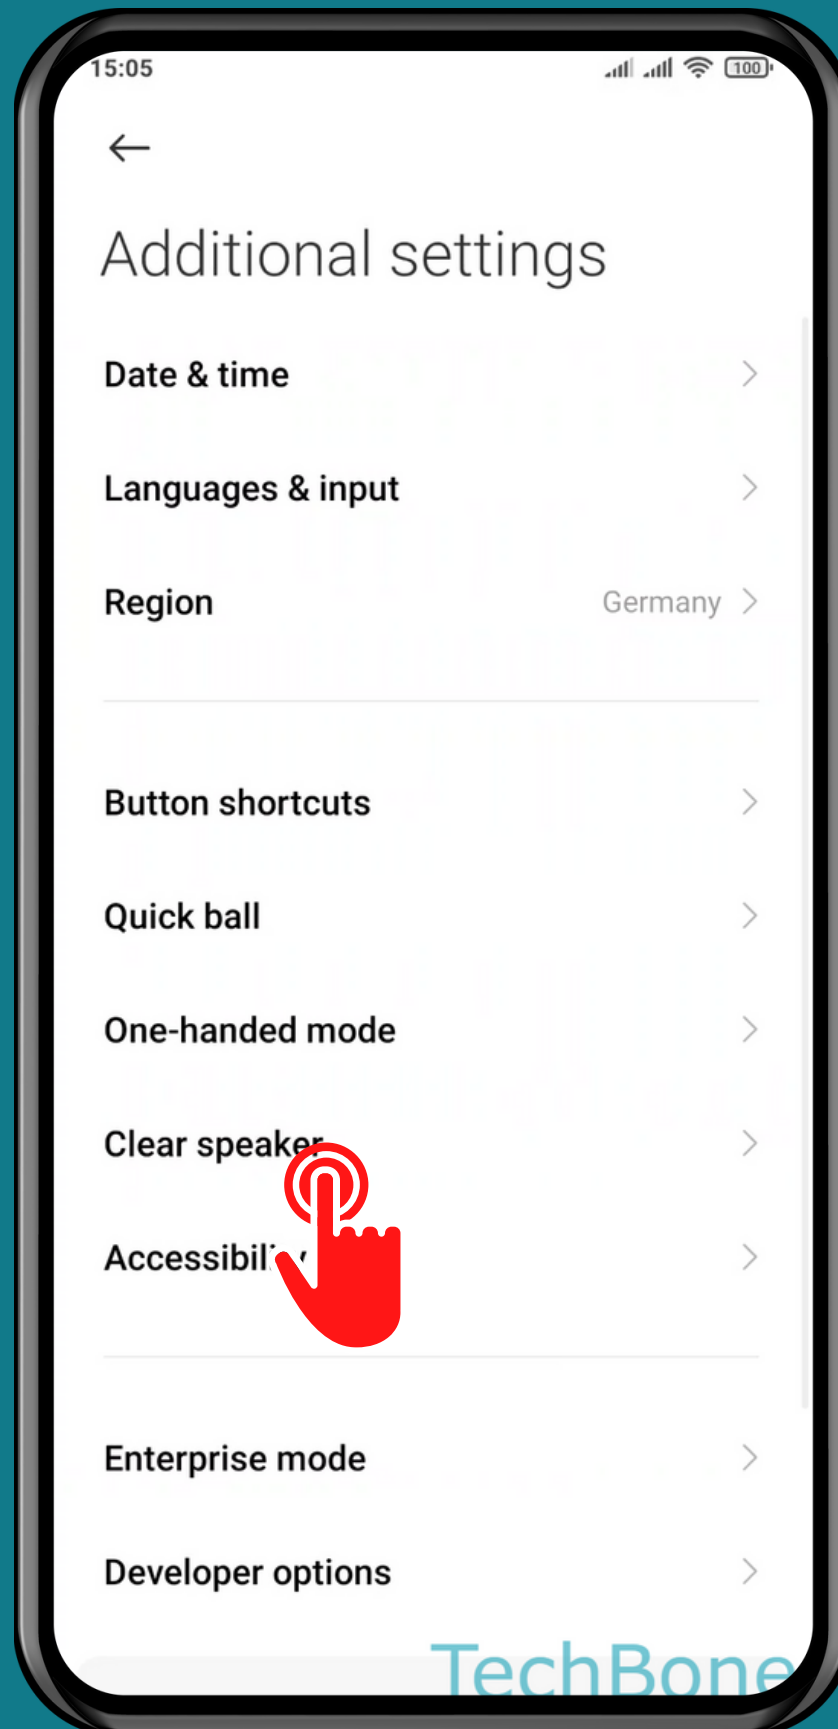 15:05
100
Additional settings
Date & time
Languages & input
Region
Germany
Button shortcuts
Quick ball
One-handed mode
Clear speaker
Accessibility
Enterprise mode
Developer options
TechBone